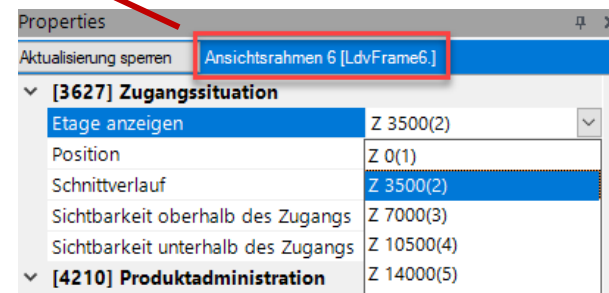 Properties
Aktualisierung sperren Ansichtsrahmen 6 [LdvFrame6.]
[3627] Zugangssituation
Etage anzeigen Z 3500(2)
Position Z 0(1)
Schnittverlauf Z 3500(2)
Sichtbarkeit oberhalb des Zugangs Z 7000(3)
Sichtbarkeit unterhalb des Zugangs Z 10500(4)
[4210] Produktadministration Z 14000(5)